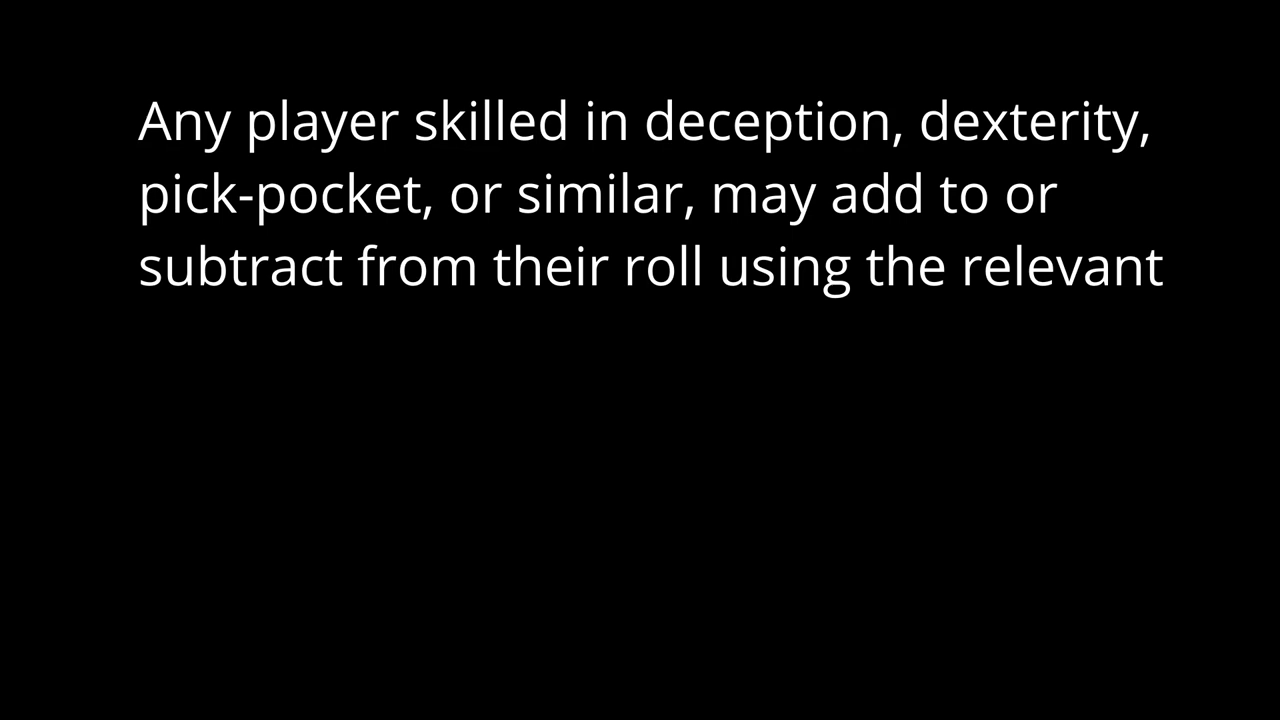 Any player skilled in deception, dexterity,
pick-pocket, or similar, may add to or
subtract from their roll using the relevant